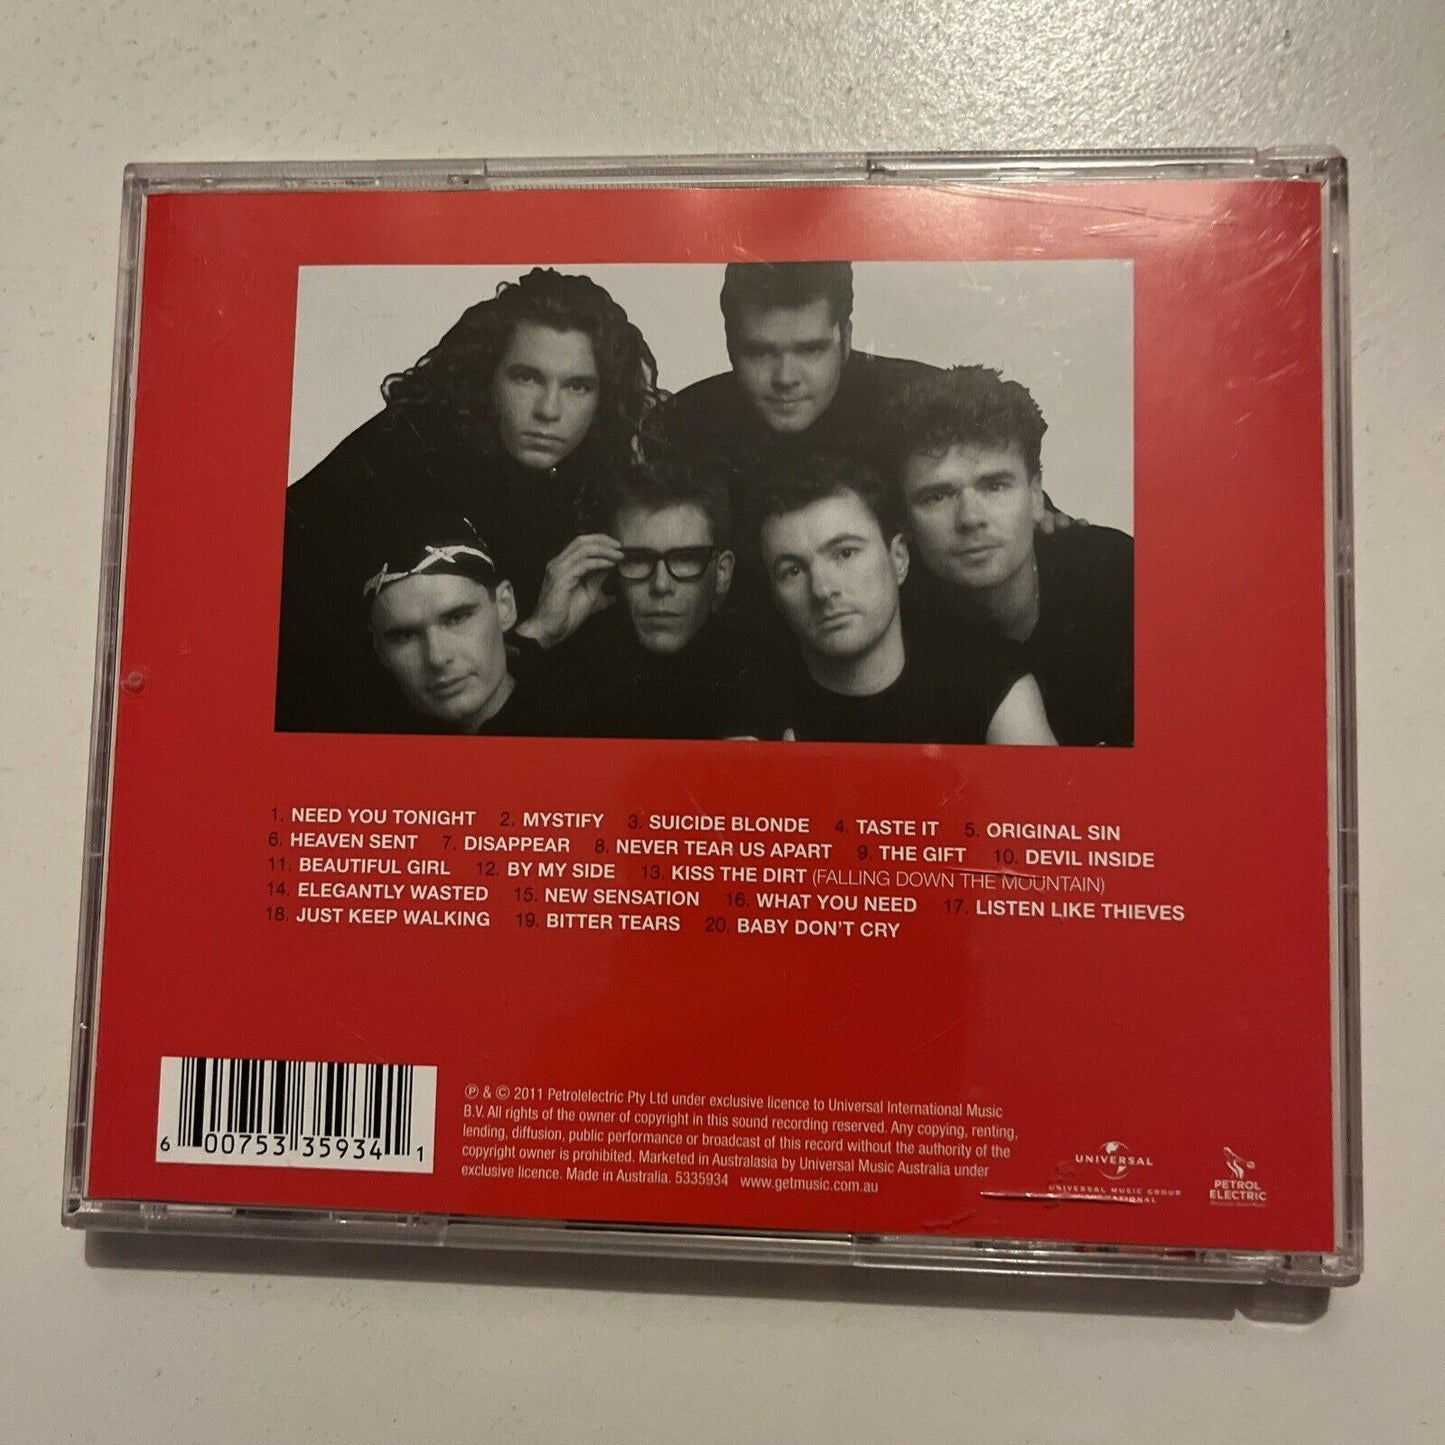 1. NEED YOU TONIGHT 2. MYSTIFY 3. SUICIDE BLONDE 4. TASTE IT 5. ORIGINAL SIN
6. HEAVEN SENT 7. DISAPPEAR 8. NEVER TEAR US APART 9. THE GIFT 10. DEVIL INSIDE
11. BEAUTIFUL GIRL 12. BY MY SIDE 13. KISS THE DIRT (FALLING DOWN THE MOUNTAIN)
14. ELEGANTLY WASTED 15. NEW SENSATION 16. WHAT YOU NEED 17. LISTEN LIKE THIEVES
18. JUST KEEP WALKING 19. BITTER TEARS 20. BABY DON'T CRY
6 00753 35934 1
℗ & © 2011 Petrolelectric Pty Ltd under exclusive licence to Universal International Music
B.V. All rights of the owner of copyright in this sound recording reserved. Any copying, renting,
lending, diffusion, public performance or broadcast of this record without the authority of the
copyright owner is prohibited. Marketed in Australasia by Universal Music Australia under
exclusive licence. Made in Australia. 5335934 www.getmusic.com.au
UNIVERSAL
UNIVERSAL MUSIC GROUP
PETROL
ELECTRIC